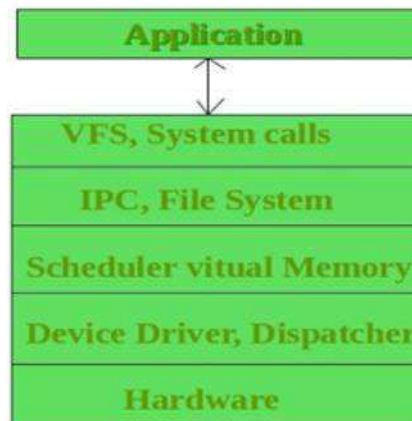 Application
VFS, System calls
IPC, File System
Scheduler vitual Memory
Device Driver, Dispatcher
Hardware